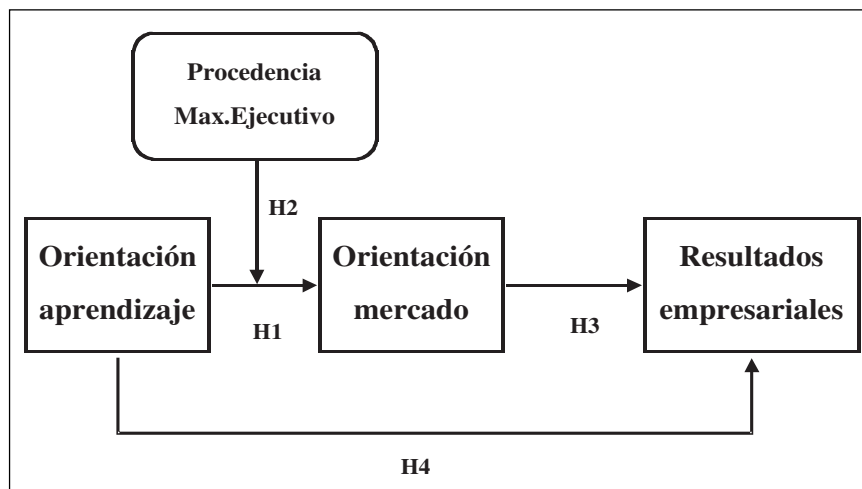 Procedencia
Max.Ejecutivo
H2
Orientación
aprendizaje
Orientación
mercado
Resultados
empresariales
H1
H3
H4